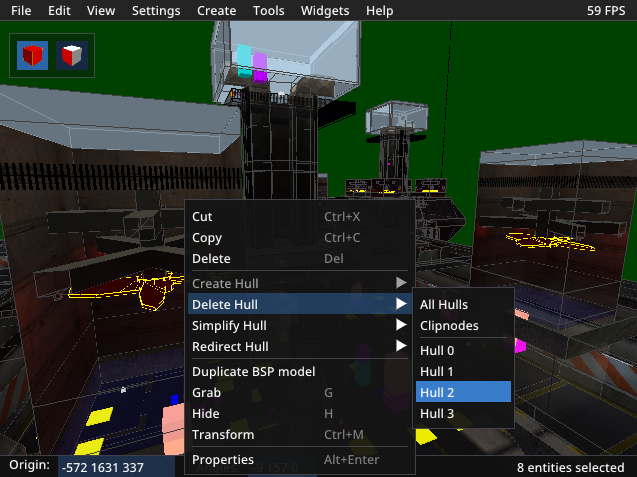 File Edit View Settings Create Tools Widgets Help 59 FPS
Cut Ctrl+X
Copy Ctrl+C
Delete Del
Create Hull
Delete Hull
Simplify Hull
Redirect Hull
Duplicate BSP model
Grab G
Hide H
Transform Ctrl+M
Properties Alt+Enter
All Hulls
Clipnodes
Hull 0
Hull 1
Hull 2
Hull 3
Origin: -572 1631 337
8 entities selected